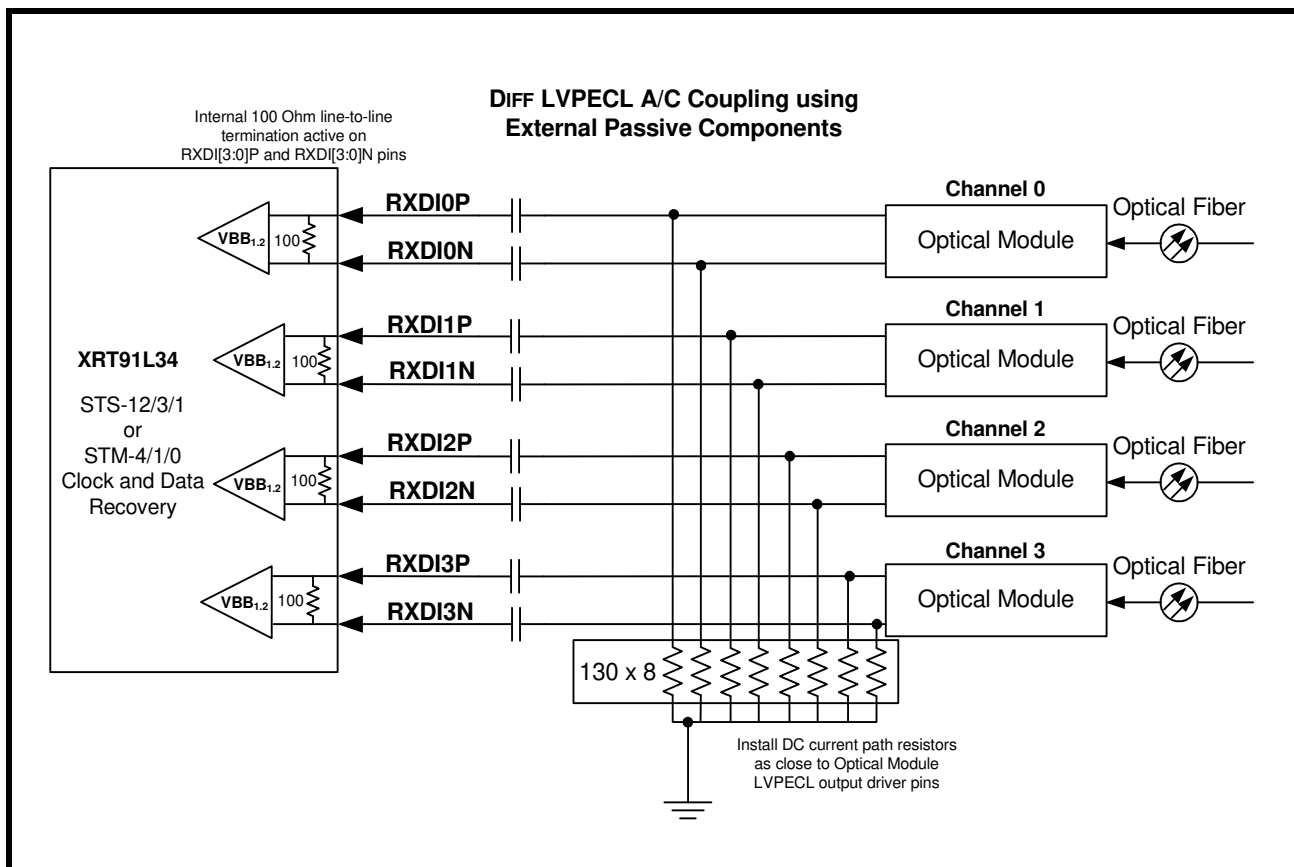 DIFF LVPECL A/C Coupling using
External Passive Components
Internal 100 Ohm line-to-line
termination active on
RXDI[3:0]P and RXDI[3:0]N pins
RXDI0P
Channel 0
Optical Fiber
VBB1.2
100
Optical Module
RXDI0N
RXDI1P
Channel 1
Optical Fiber
XRT91L34
VBB1.2
100
Optical Module
RXDI1N
STS-12/3/1
or
STM-4/1/0
Clock and Data
Recovery
RXDI2P
Channel 2
Optical Fiber
VBB1.2
100
Optical Module
RXDI2N
RXDI3P
Channel 3
Optical Fiber
VBB1.2
100
Optical Module
RXDI3N
130 x 8
Install DC current path resistors
as close to Optical Module
LVPECL output driver pins